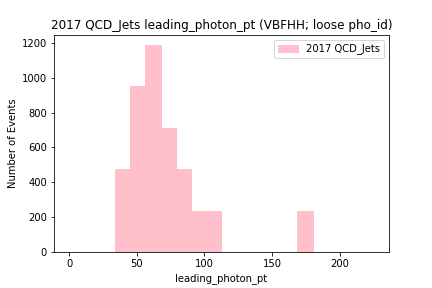 2017 QCD_Jets leading_photon_pt (VBFHH; loose pho_id)
2017 QCD_Jets
Number of Events
1200
1000
800
600
400
200
0
0 50 100 150 200
leading_photon_pt